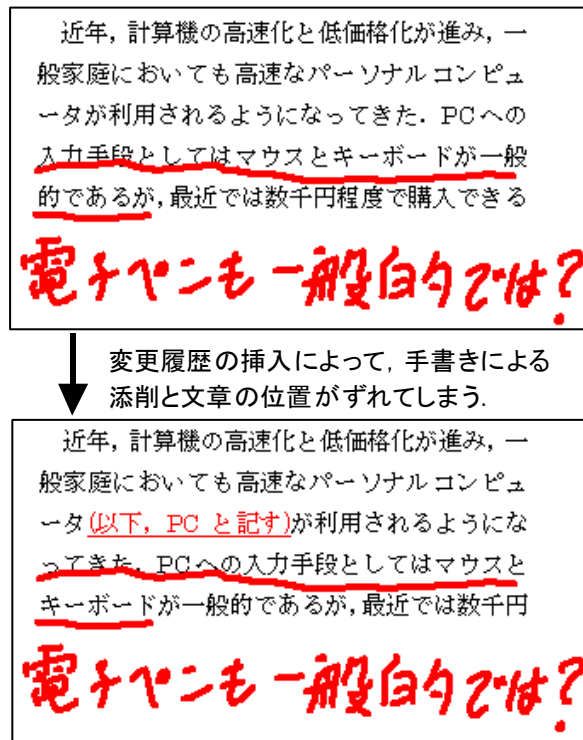 近年，計算機の高速化と低価格化が進み，一
般家庭においても高速なパーソナルコンピュ
ータが利用されるようになってきた．PCへの
入力手段としてはマウスとキーボードが一般
的であるが，最近では数千円程度で購入できる
電子ペンも一般的では？
変更履歴の挿入によって，手書きによる
添削と文章の位置がずれてしまう．
近年，計算機の高速化と低価格化が進み，一
般家庭においても高速なパーソナルコンピュ
ータ(以下，PC と記す)が利用されるようにな
ってきた．PCへの入力手段としてはマウスと
キーボードが一般的であるが，最近では数千円
電子ペンも一般的では？